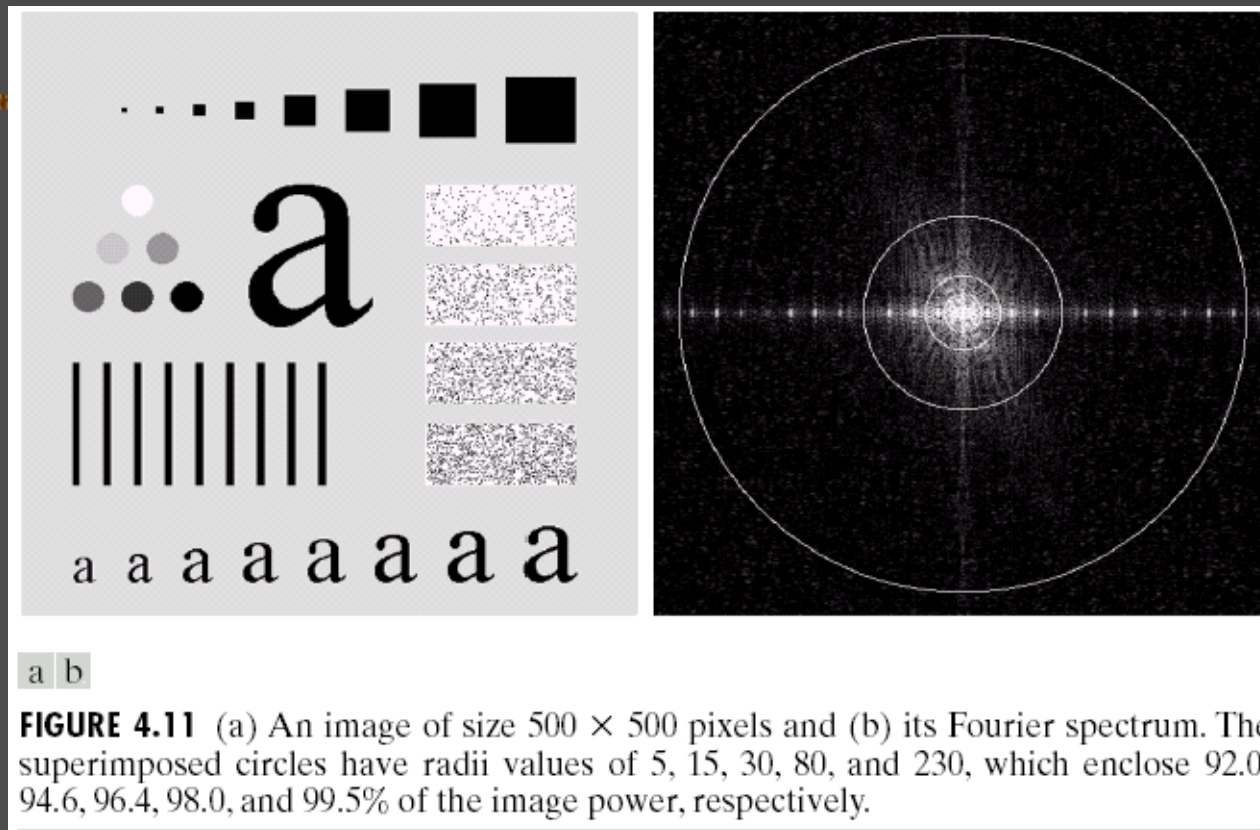 a
a a a a a a a a
a b
FIGURE 4.11 (a) An image of size 500 × 500 pixels and (b) its Fourier spectrum. The
superimposed circles have radii values of 5, 15, 30, 80, and 230, which enclose 92.0,
94.6, 96.4, 98.0, and 99.5% of the image power, respectively.